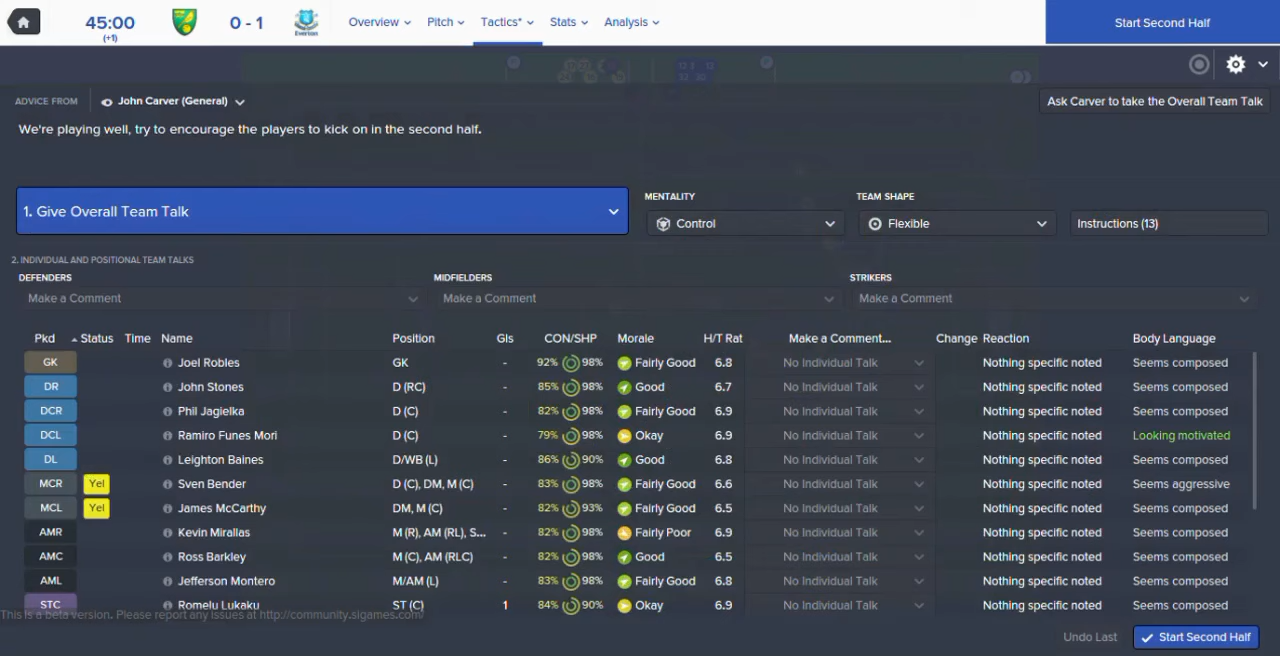 45:00 0 - 1 Overview Pitch Tactics* Stats Analysis Start Second Half
(+1) Everton
ADVICE FROM John Carver (General) Ask Carver to take the Overall Team Talk
We're playing well, try to encourage the players to kick on in the second half.
MENTALITY TEAM SHAPE
1. Give Overall Team Talk Control Flexible Instructions (13)
2. INDIVIDUAL AND POSITIONAL TEAM TALKS
DEFENDERS MIDFIELDERS STRIKERS
Make a Comment Make a Comment Make a Comment
Pkd Status Time Name Position Gls CON/SHP Morale H/T Rat Make a Comment... Change Reaction Body Language
GK Joel Robles GK - 92% 98% Fairly Good 6.8 No Individual Talk Nothing specific noted Seems composed
DR John Stones D (RC) - 85% 98% Good 6.7 No Individual Talk Nothing specific noted Seems composed
DCR Phil Jagielka D (C) - 82% 98% Fairly Good 6.9 No Individual Talk Nothing specific noted Seems composed
DCL Ramiro Funes Mori D (C) - 79% 98% Okay 6.9 No Individual Talk Nothing specific noted Looking motivated
DL Leighton Baines D/WB (L) - 86% 90% Good 6.8 No Individual Talk Nothing specific noted Seems composed
MCR Yel Sven Bender D (C), DM, M (C) - 83% 98% Fairly Good 6.6 No Individual Talk Nothing specific noted Seems aggressive
MCL Yel James McCarthy DM, M (C) - 82% 93% Fairly Good 6.5 No Individual Talk Nothing specific noted Seems composed
AMR Kevin Mirallas M (R), AM (RL), S... - 82% 98% Fairly Poor 6.9 No Individual Talk Nothing specific noted Seems composed
AMC Ross Barkley M (C), AM (RLC) - 82% 98% Good 6.5 No Individual Talk Nothing specific noted Seems composed
AML Jefferson Montero M/AM (L) - 83% 98% Fairly Good 6.8 No Individual Talk Nothing specific noted Seems composed
STC Romelu Lukaku ST (C) 1 84% 90% Okay 6.9 No Individual Talk Nothing specific noted Seems composed
This is a beta version. Please report any issues at http://community.sigames.com/
Undo Last Start Second Half